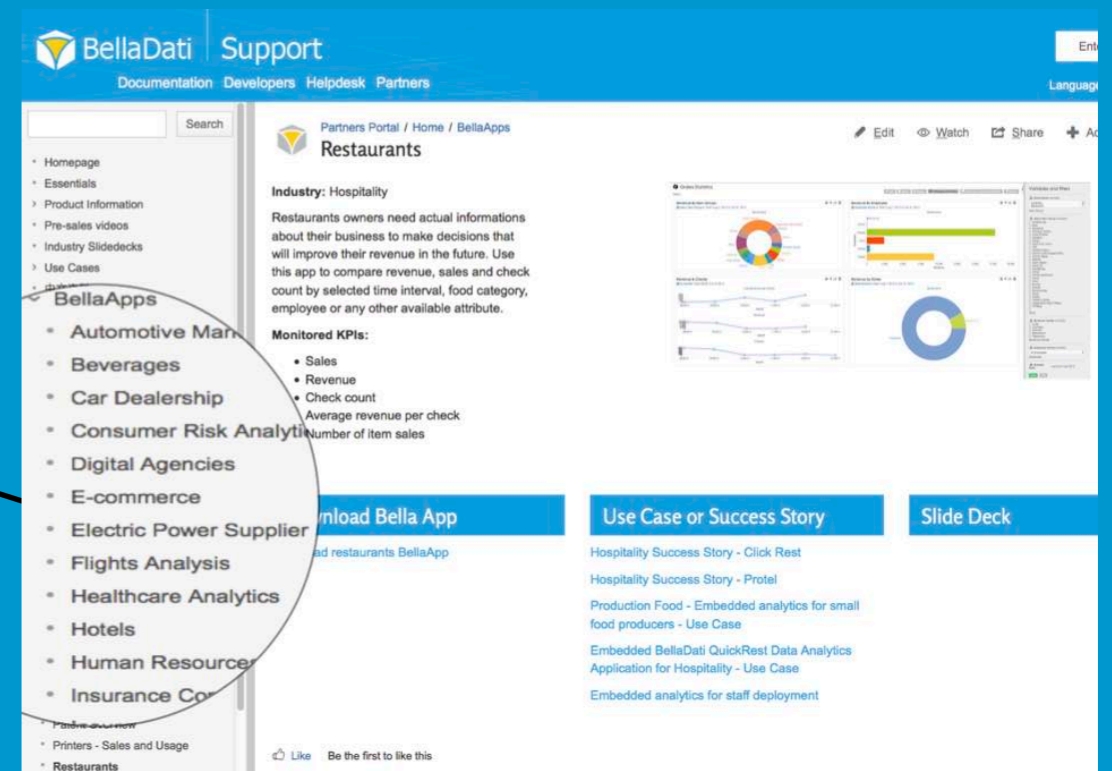 BellaDati Support
Documentation Developers Helpdesk Partners
Language
Search
Homepage
Essentials
Product Information
Pre-sales videos
Industry Slidedecks
Use Cases
BellaApps
Automotive
Beverages
Car Dealership
Consumer Risk
Digital Agencies
E-commerce
Electric Power Supplier
Flights Analysis
Healthcare Analytics
Hotels
Human
Insurance
Printers - Sales and Usage
Restaurants
Partners Portal / Home / BellaApps
Restaurants
Edit Watch Share
Industry: Hospitality
Restaurants owners need actual informations
about their business to make decisions that
will improve their revenue in the future. Use
this app to compare revenue, sales and check
count by selected time interval, food category,
employee or any other available attribute.
Monitored KPIs:
Sales
Revenue
Check count
Average revenue per check
Number of item sales
Bella App
restaurants BellaApp
Use Case or Success Story
Hospitality Success Story - Click Rest
Hospitality Success Story - Protel
Production Food - Embedded analytics for small
food producers - Use Case
Embedded BellaDati QuickRest Data Analytics
Application for Hospitality - Use Case
Embedded analytics for staff deployment
Slide Deck
Like Be the first to like this